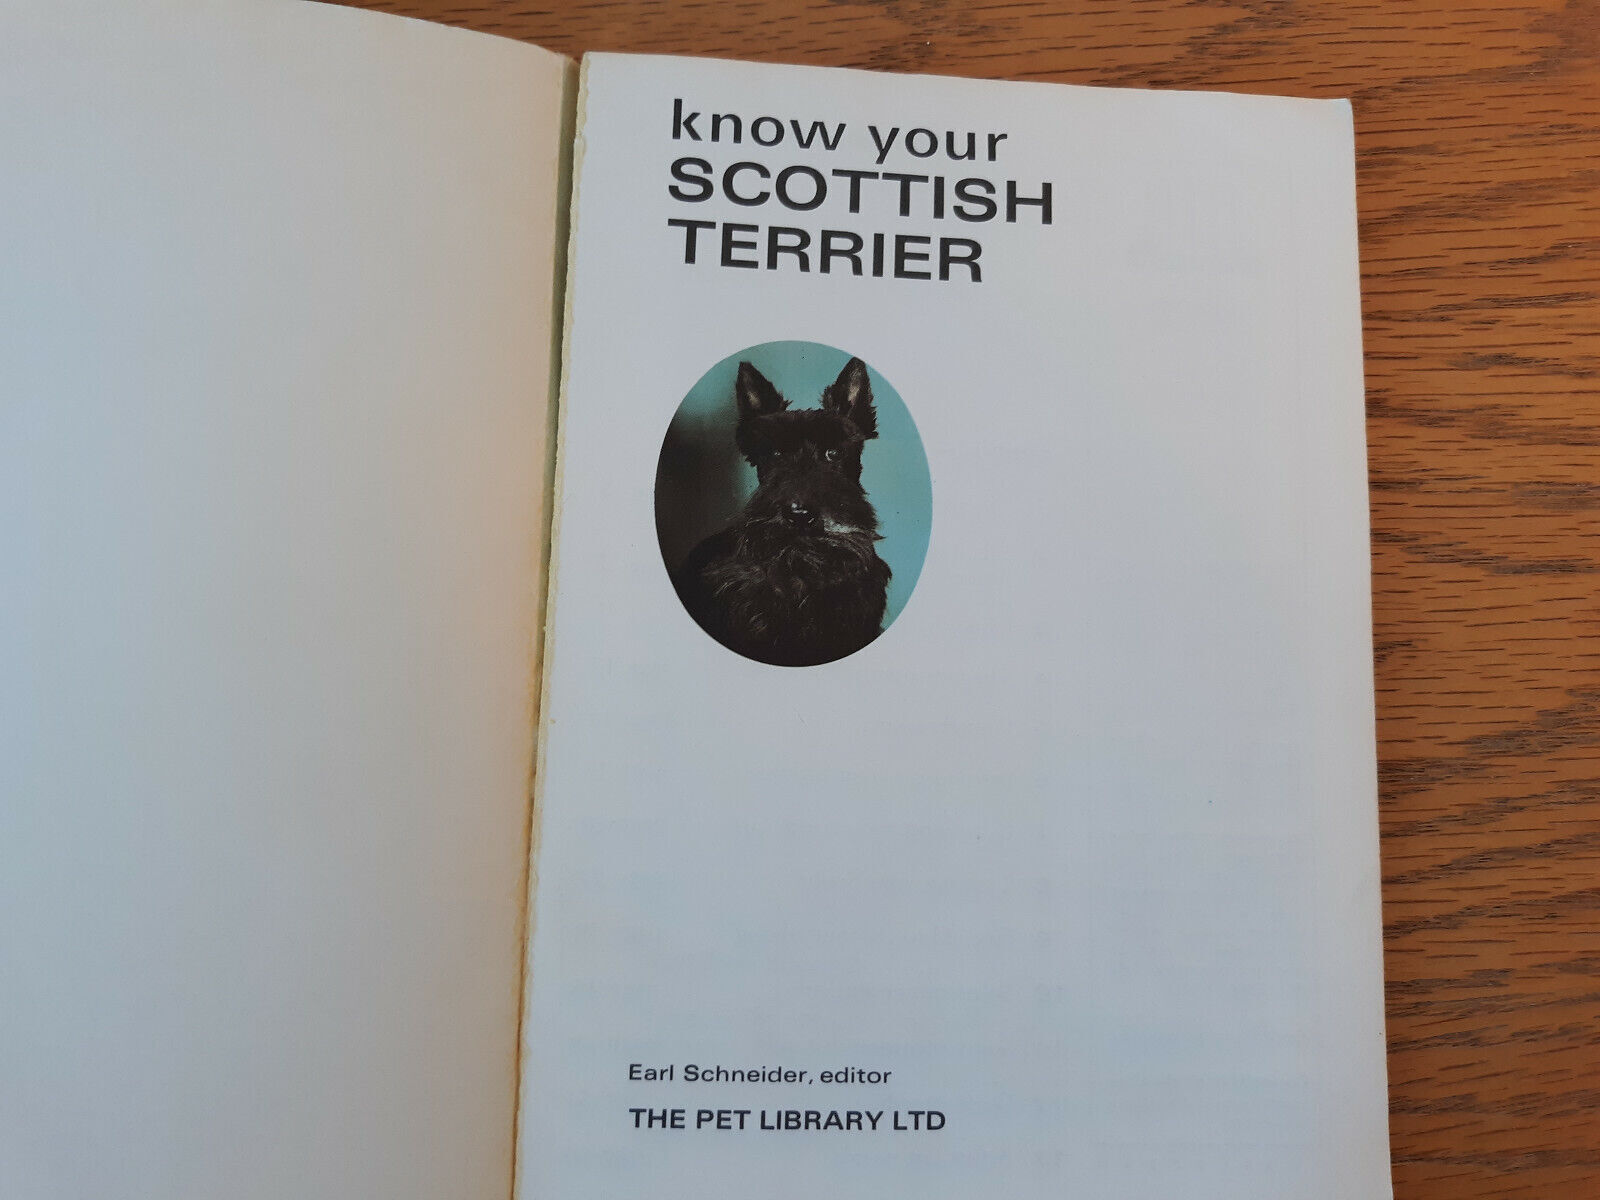 know your
SCOTTISH
TERRIER
Earl Schneider, editor
THE PET LIBRARY LTD